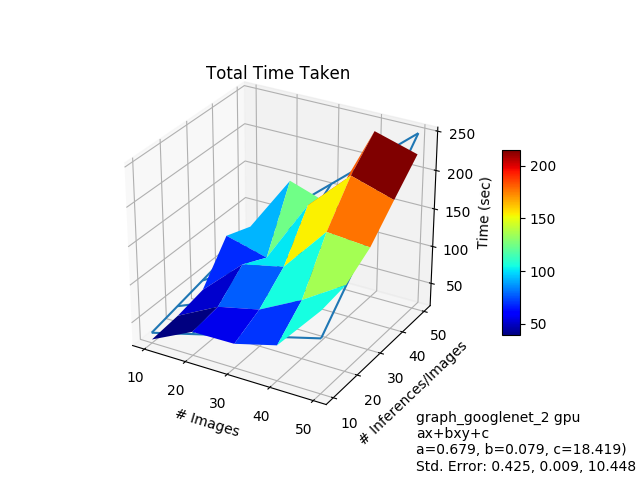 Total Time Taken
250
200
150
100
50
Time (sec)
200
150
100
50
10
20
30
40
50
# Images
10
20
30
40
50
# Inferences/Images
graph_googlenet_2 gpu
ax+bxy+c
a=0.679, b=0.079, c=18.419)
Std. Error: 0.425, 0.009, 10.448